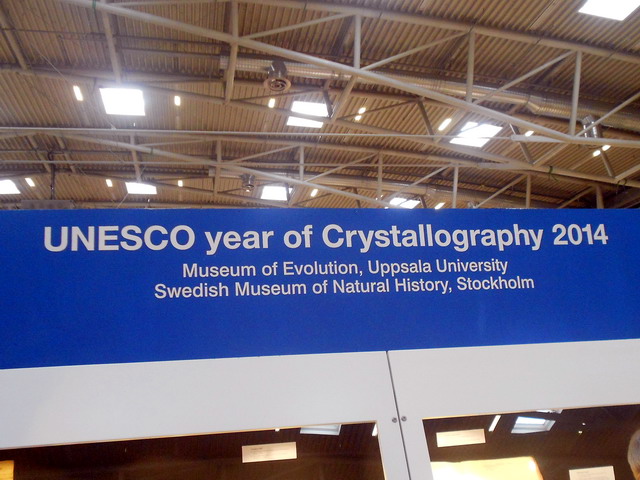 UNESCO year of Crystallography 2014
Museum of Evolution, Uppsala University
Swedish Museum of Natural History, Stockholm